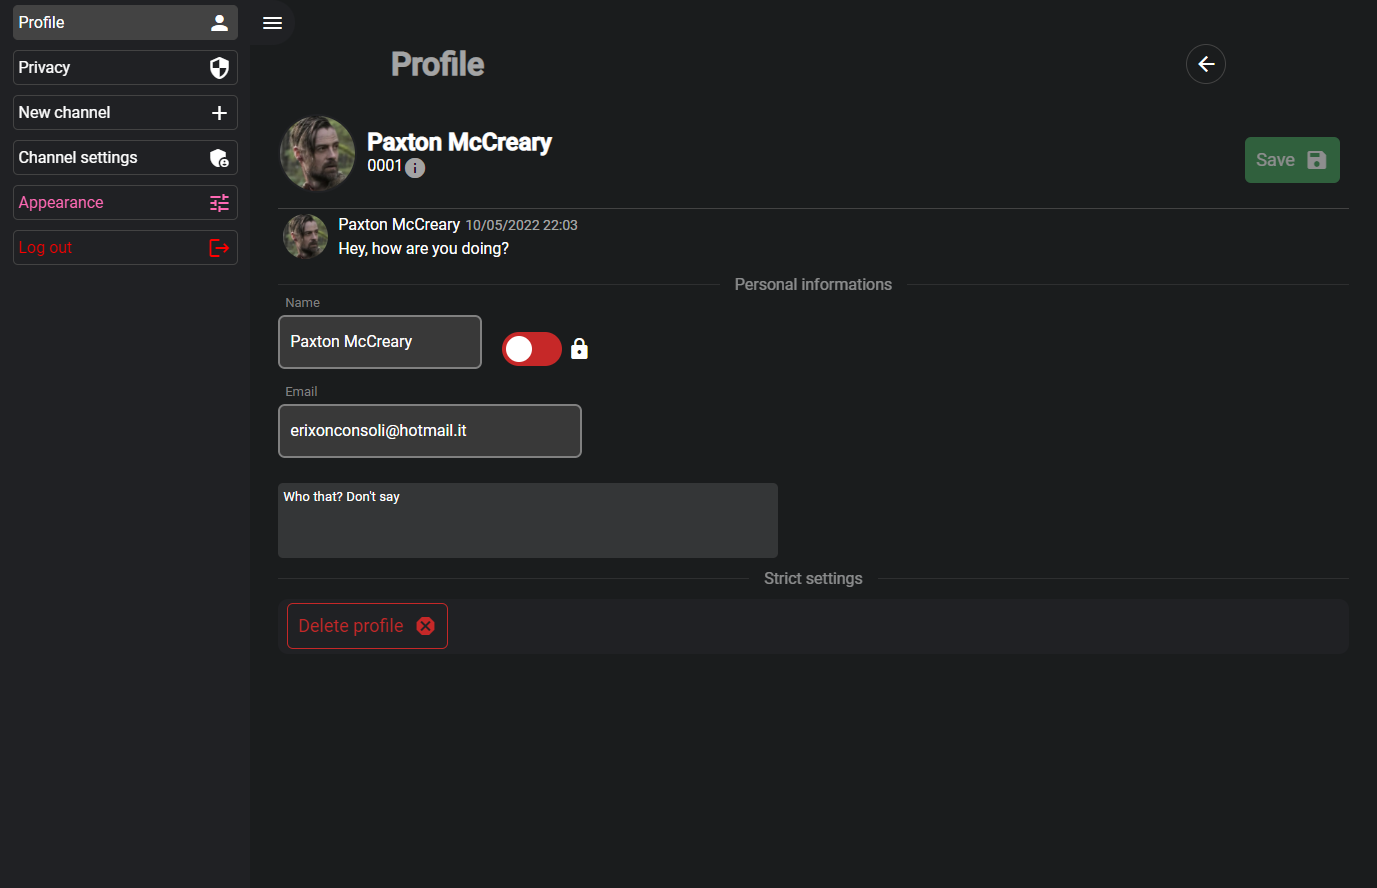 Profile
Privacy
New channel
Channel settings
Appearance
Log out
Profile
Paxton McCreary
0001
Save
Paxton McCreary 10/05/2022 22:03
Hey, how are you doing?
Personal informations
Name
Paxton McCreary
Email
erixonconsoli@hotmail.it
Who that? Don't say
Strict settings
Delete profile